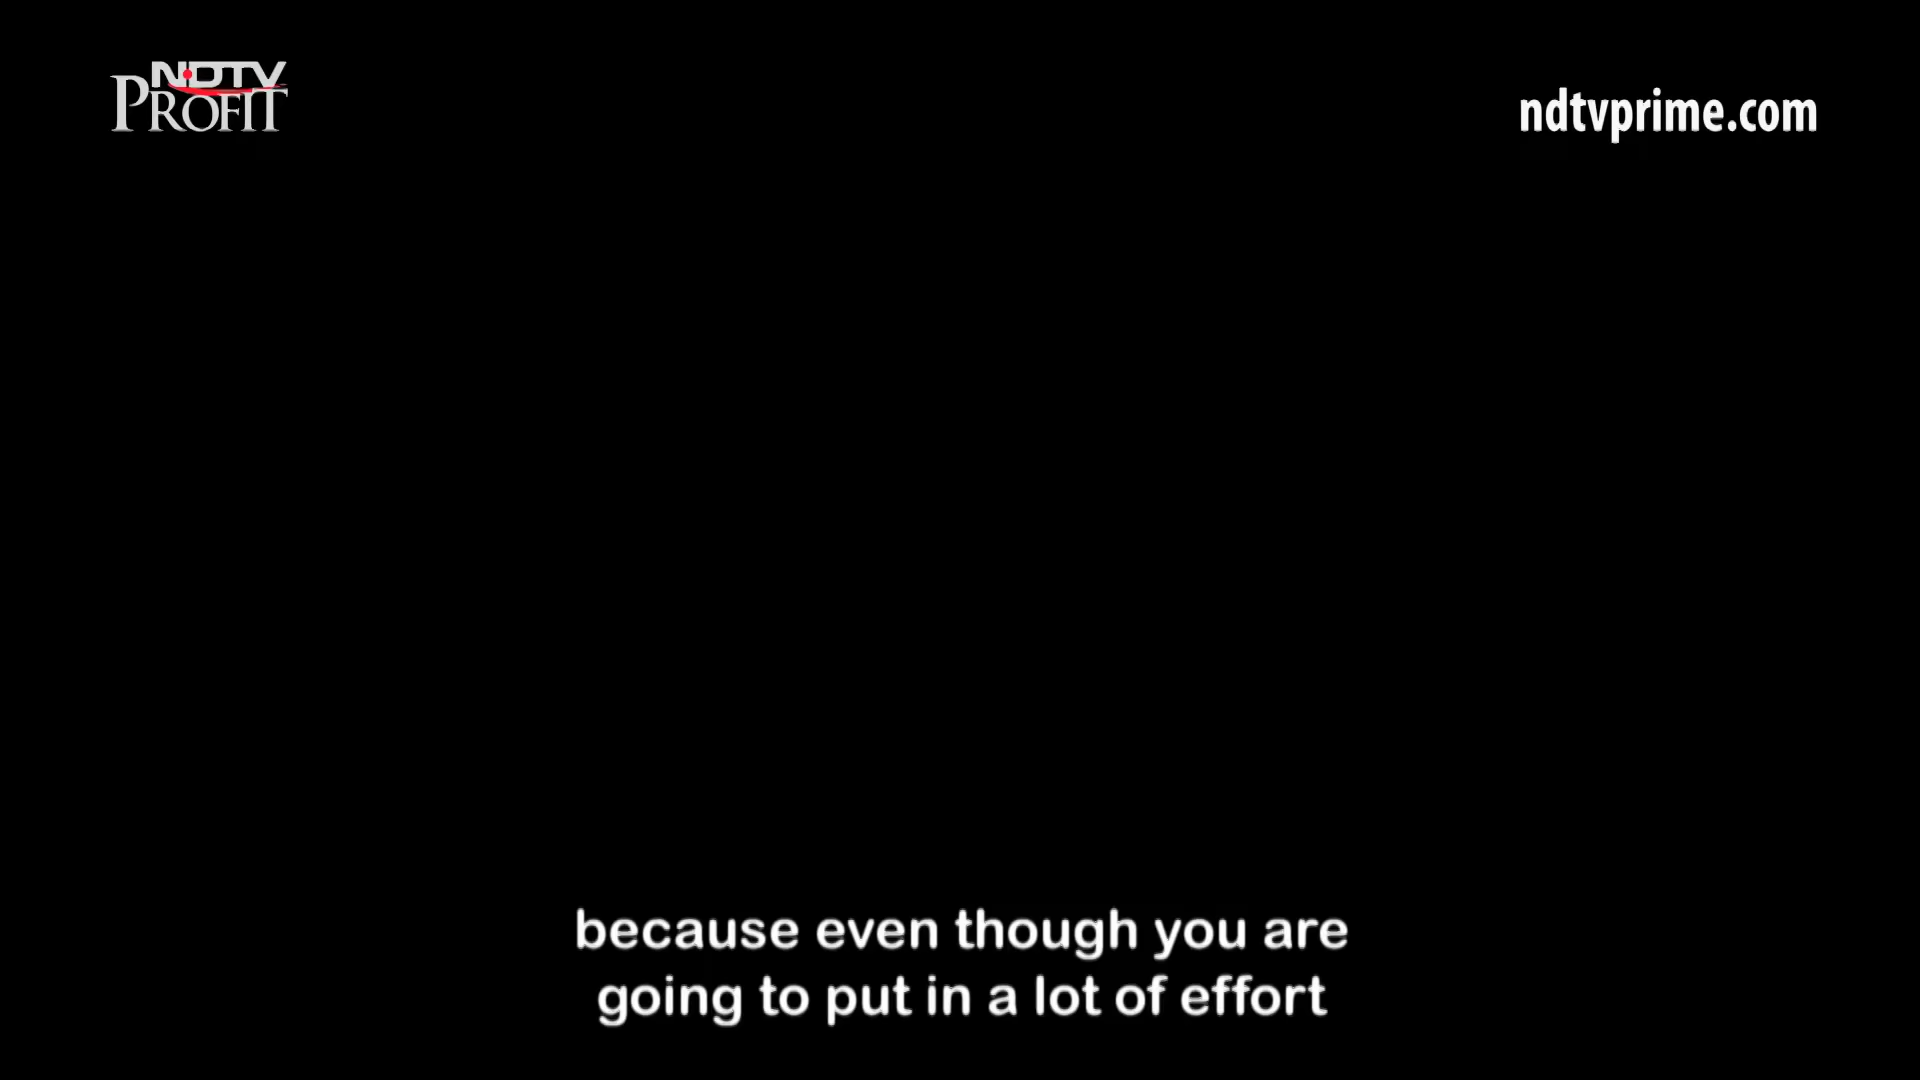 NDTV
PROFIT
ndtvprime.com
because even though you are
going to put in a lot of effort